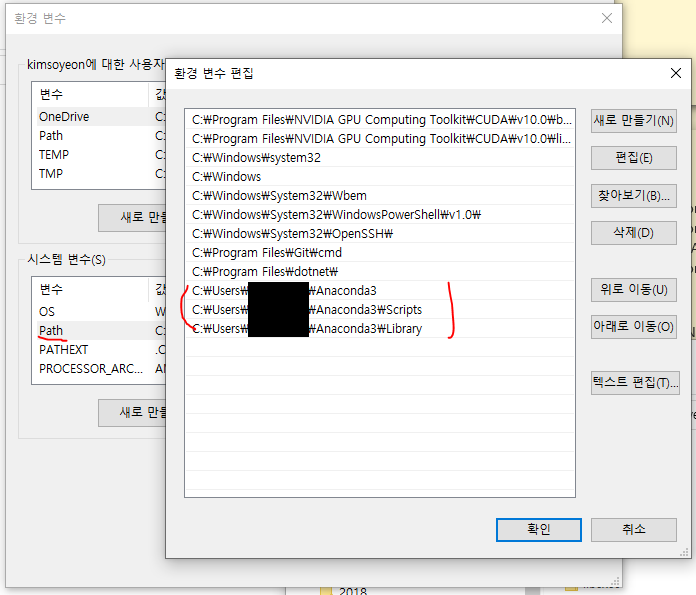 환경 변수
kimsoyeon에 대한 사용자
변수
OneDrive C:
Path C:
TEMP C:
TMP C:
새로 만들
시스템 변수(S)
변수
OS W
Path C:
PATHEXT .C
PROCESSOR_ARC... AM
새로 만들
환경 변수 편집
C:₩Program Files₩NVIDIA GPU Computing Toolkit₩CUDA₩v10.0₩b...
C:₩Program Files₩NVIDIA GPU Computing Toolkit₩CUDA₩v10.0₩li...
C:₩Windows₩system32
C:₩Windows
C:₩Windows₩System32₩Wbem
C:₩Windows₩System32₩WindowsPowerShell₩v1.0₩
C:₩Windows₩System32₩OpenSSH₩
C:₩Program Files₩Git₩cmd
C:₩Program Files₩dotnet₩
C:₩Users₩ ₩Anaconda3
C:₩Users₩ ₩Anaconda3₩Scripts
C:₩Users₩ ₩Anaconda3₩Library
새로 만들기(N)
편집(E)
찾아보기(B)...
삭제(D)
위로 이동(U)
아래로 이동(O)
텍스트 편집(T)...
확인
취소
2018